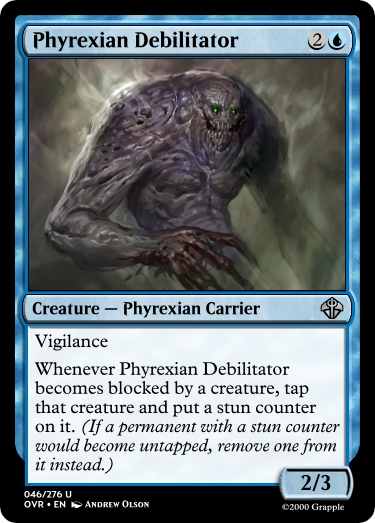 Phyrexian Debilitator 2
Creature — Phyrexian Carrier
Vigilance
Whenever Phyrexian Debilitator
becomes blocked by a creature, tap
that creature and put a stun counter
on it. (If a permanent with a stun counter
would become untapped, remove one from
it instead.)
2/3
046/276 U
OVR • EN Andrew Olson
©2000 Grapple